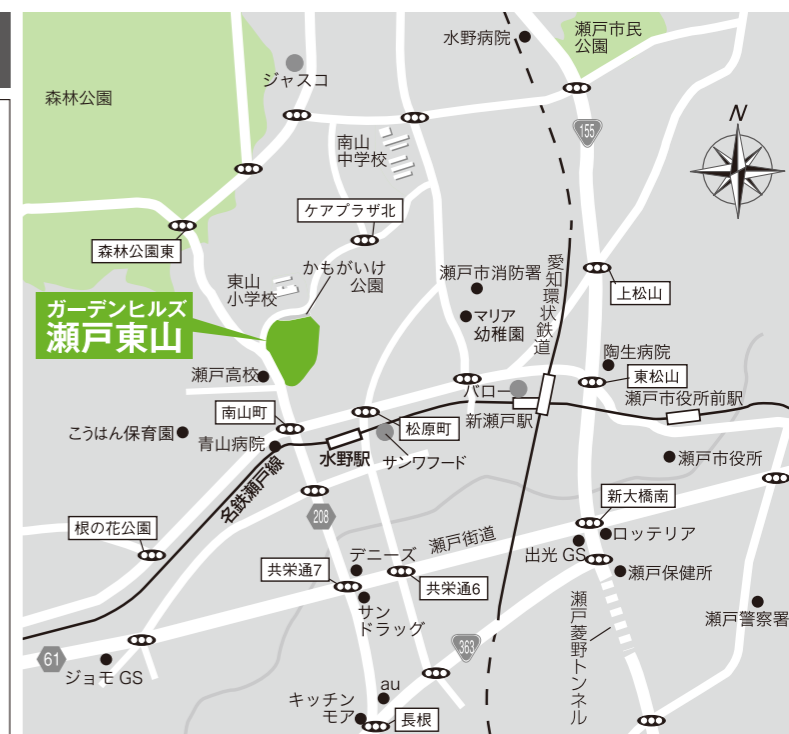 水野病院
瀬戸市民
公園
ジャスコ
森林公園
155
N
南山
中学校
ケアプラザ北
森林公園東
東山
小学校
かもがいけ
公園
瀬戸市消防署
愛知環状鉄道
上松山
ガーデンヒルズ
瀬戸東山
マリア
幼稚園
陶生病院
瀬戸高校
バロー
東松山
瀬戸市役所前駅
南山町
新瀬戸駅
こうはん保育園
松原町
青山病院
水野駅
サンワフード
瀬戸市役所
名鉄瀬戸線
208
新大橋南
根の花公園
瀬戸街道
ロッテリア
出光 GS
デニーズ
共栄通7
共栄通6
瀬戸保健所
サン
ドラッグ
瀬戸菱野トンネル
瀬戸警察署
363
61
ジョモ GS
au
キッチン
モア
長根